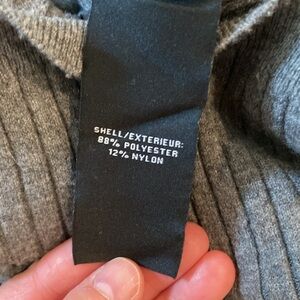 SHELL/EXTERIEUR:
88% POLYESTER
12% NYLON